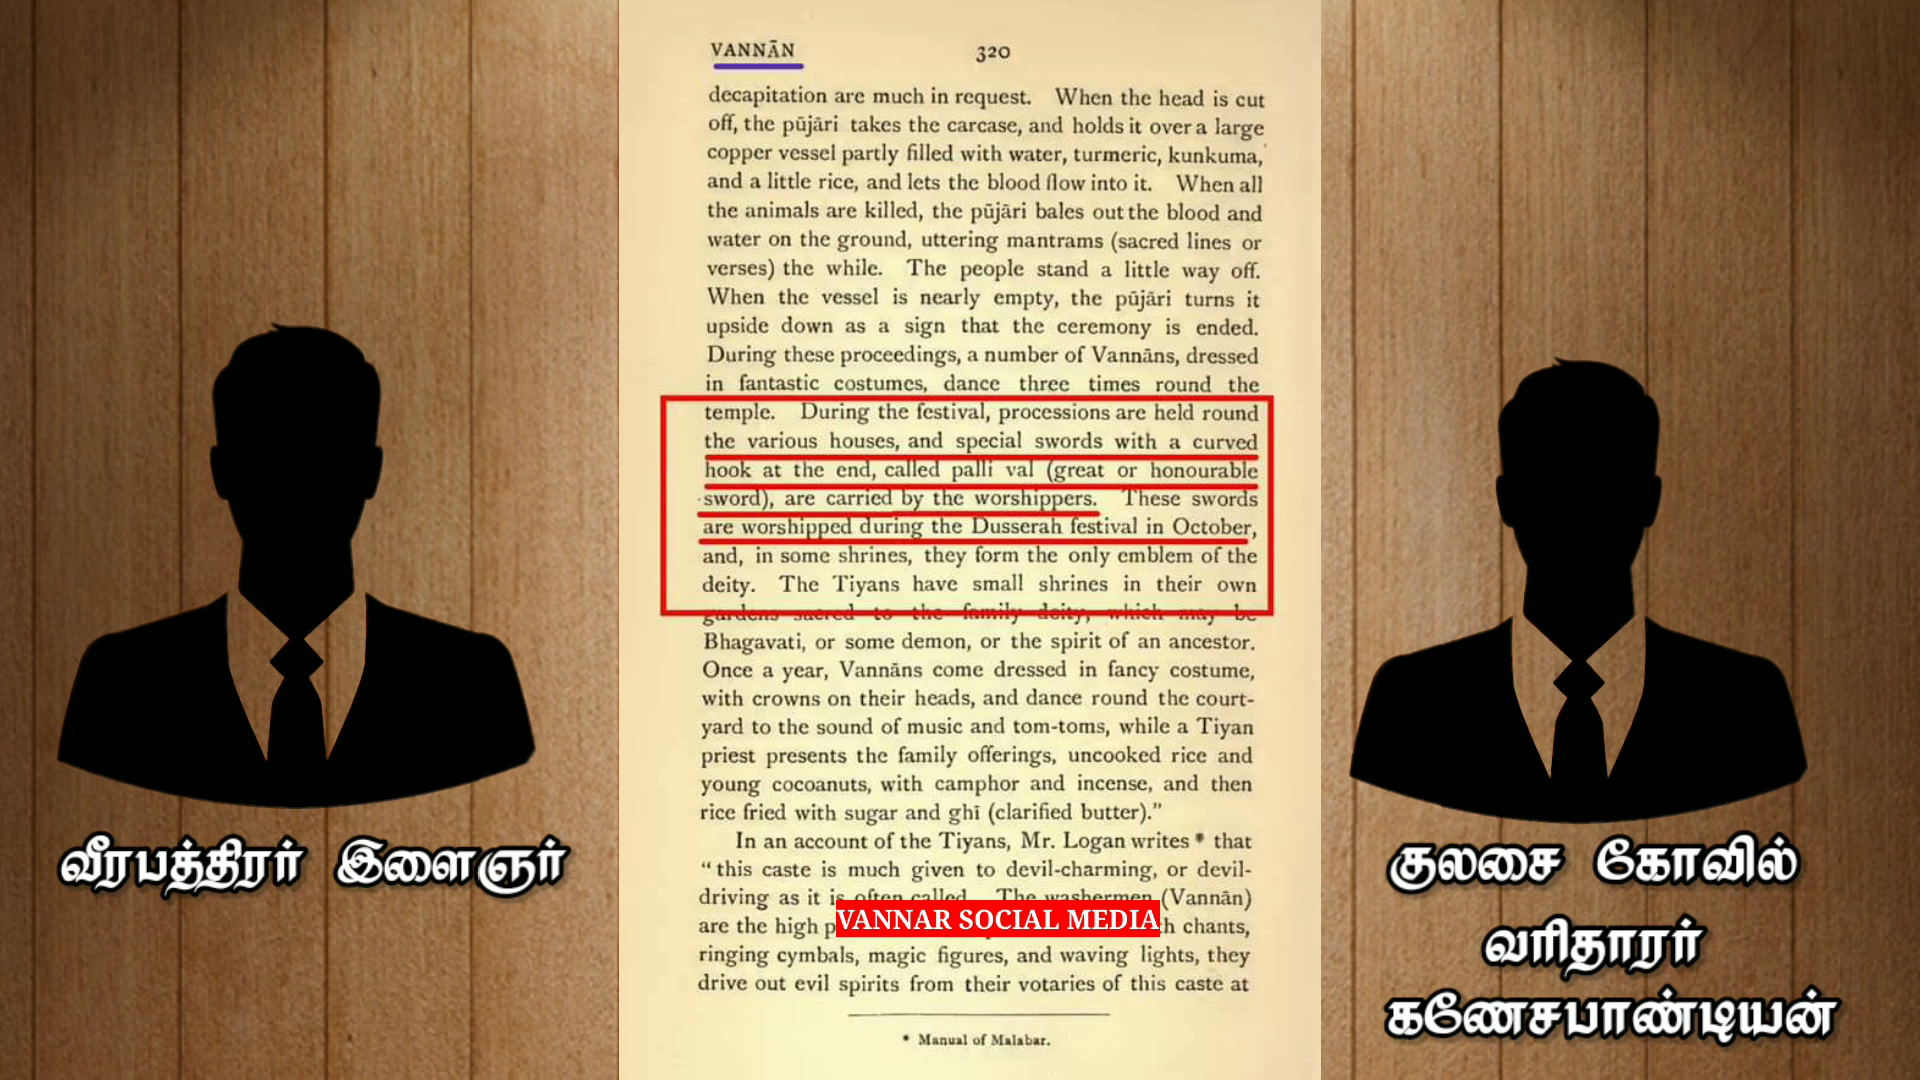 VANNĀN 320
decapitation are much in request. When the head is cut
off, the pūjāri takes the carcase, and holds it over a large
copper vessel partly filled with water, turmeric, kunkuma,
and a little rice, and lets the blood flow into it. When all
the animals are killed, the pūjāri bales out the blood and
water on the ground, uttering mantrams (sacred lines or
verses) the while. The people stand a little way off.
When the vessel is nearly empty, the pūjāri turns it
upside down as a sign that the ceremony is ended.
During these proceedings, a number of Vannāns, dressed
in fantastic costumes, dance three times round the
temple. During the festival, processions are held round
the various houses, and special swords with a curved
hook at the end, called palli val (great or honourable
sword), are carried by the worshippers. These swords
are worshipped during the Dusserah festival in October,
and, in some shrines, they form the only emblem of the
deity. The Tiyans have small shrines in their own
gardens sacred to the family deity, which may be
Bhagavati, or some demon, or the spirit of an ancestor.
Once a year, Vannāns come dressed in fancy costume,
with crowns on their heads, and dance round the court-
yard to the sound of music and tom-toms, while a Tiyan
priest presents the family offerings, uncooked rice and
young cocoanuts, with camphor and incense, and then
rice fried with sugar and ghī (clarified butter)."
In an account of the Tiyans, Mr. Logan writes * that
"this caste is much given to devil-charming, or devil-
driving as it is often called. The washermen (Vannān)
are the high chants,
ringing cymbals, magic figures, and waving lights, they
drive out evil spirits from their votaries of this caste at
* Manual of Malabar.
VANNAR SOCIAL MEDIA
வீரபத்திரர் இளைஞர்
குலசை கோவில்
வாரிதாரர்
கணேசபாண்டியன்